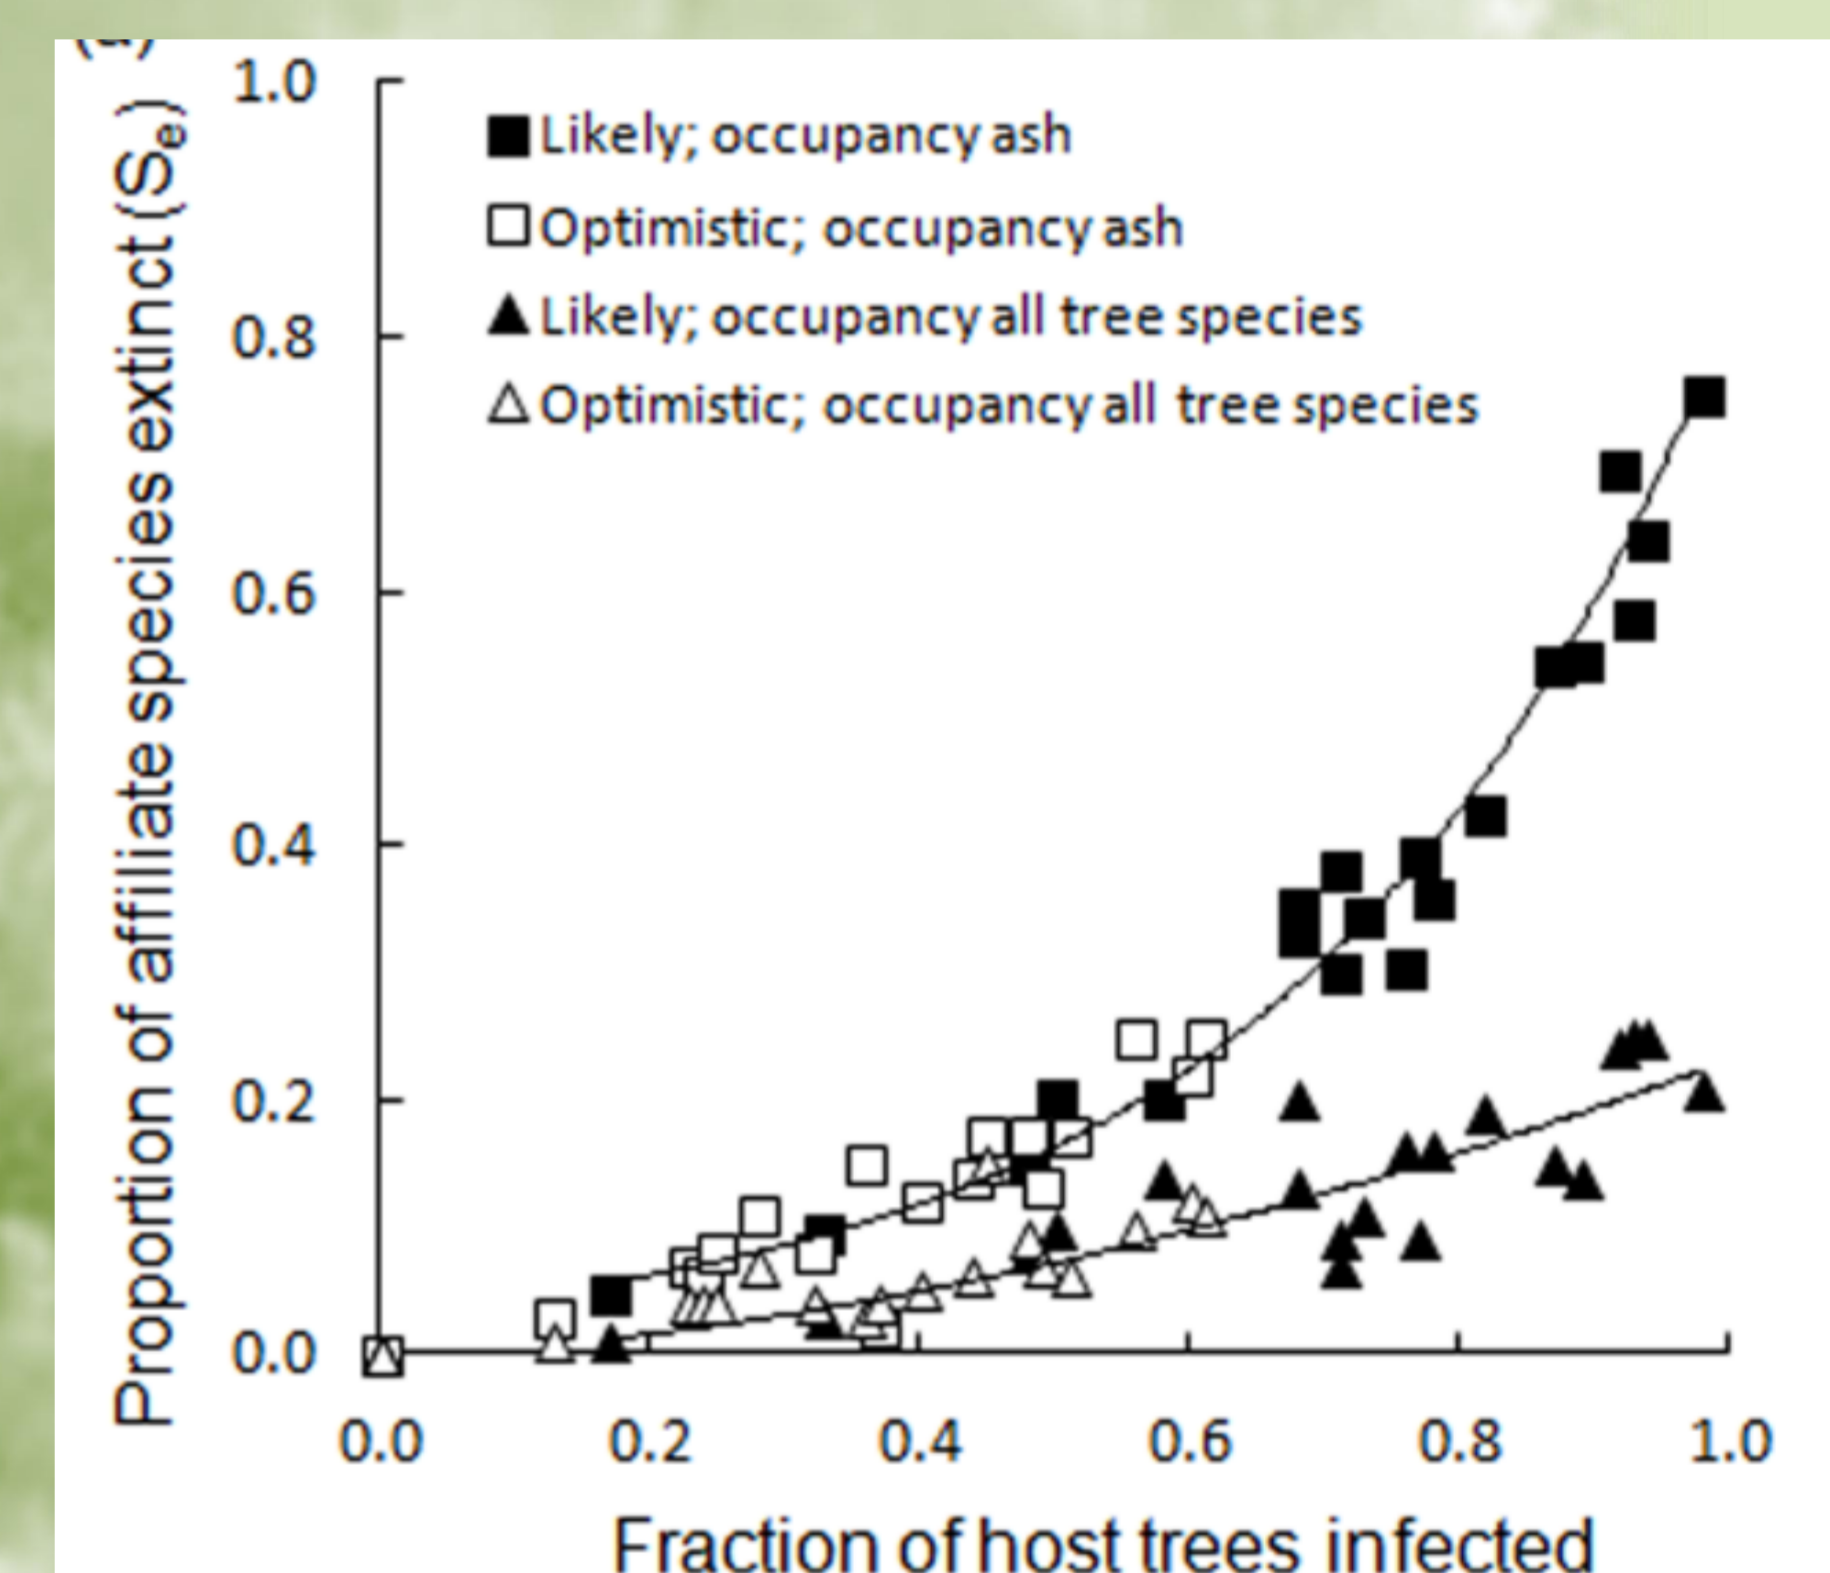 Proportion of affiliate species extinct (Se)
1.0
0.8
0.6
0.4
0.2
0.0
Likely; occupancy ash
Optimistic; occupancy ash
Likely; occupancy all tree species
Optimistic; occupancy all tree species
0.0 0.2 0.4 0.6 0.8 1.0
Fraction of host trees infected